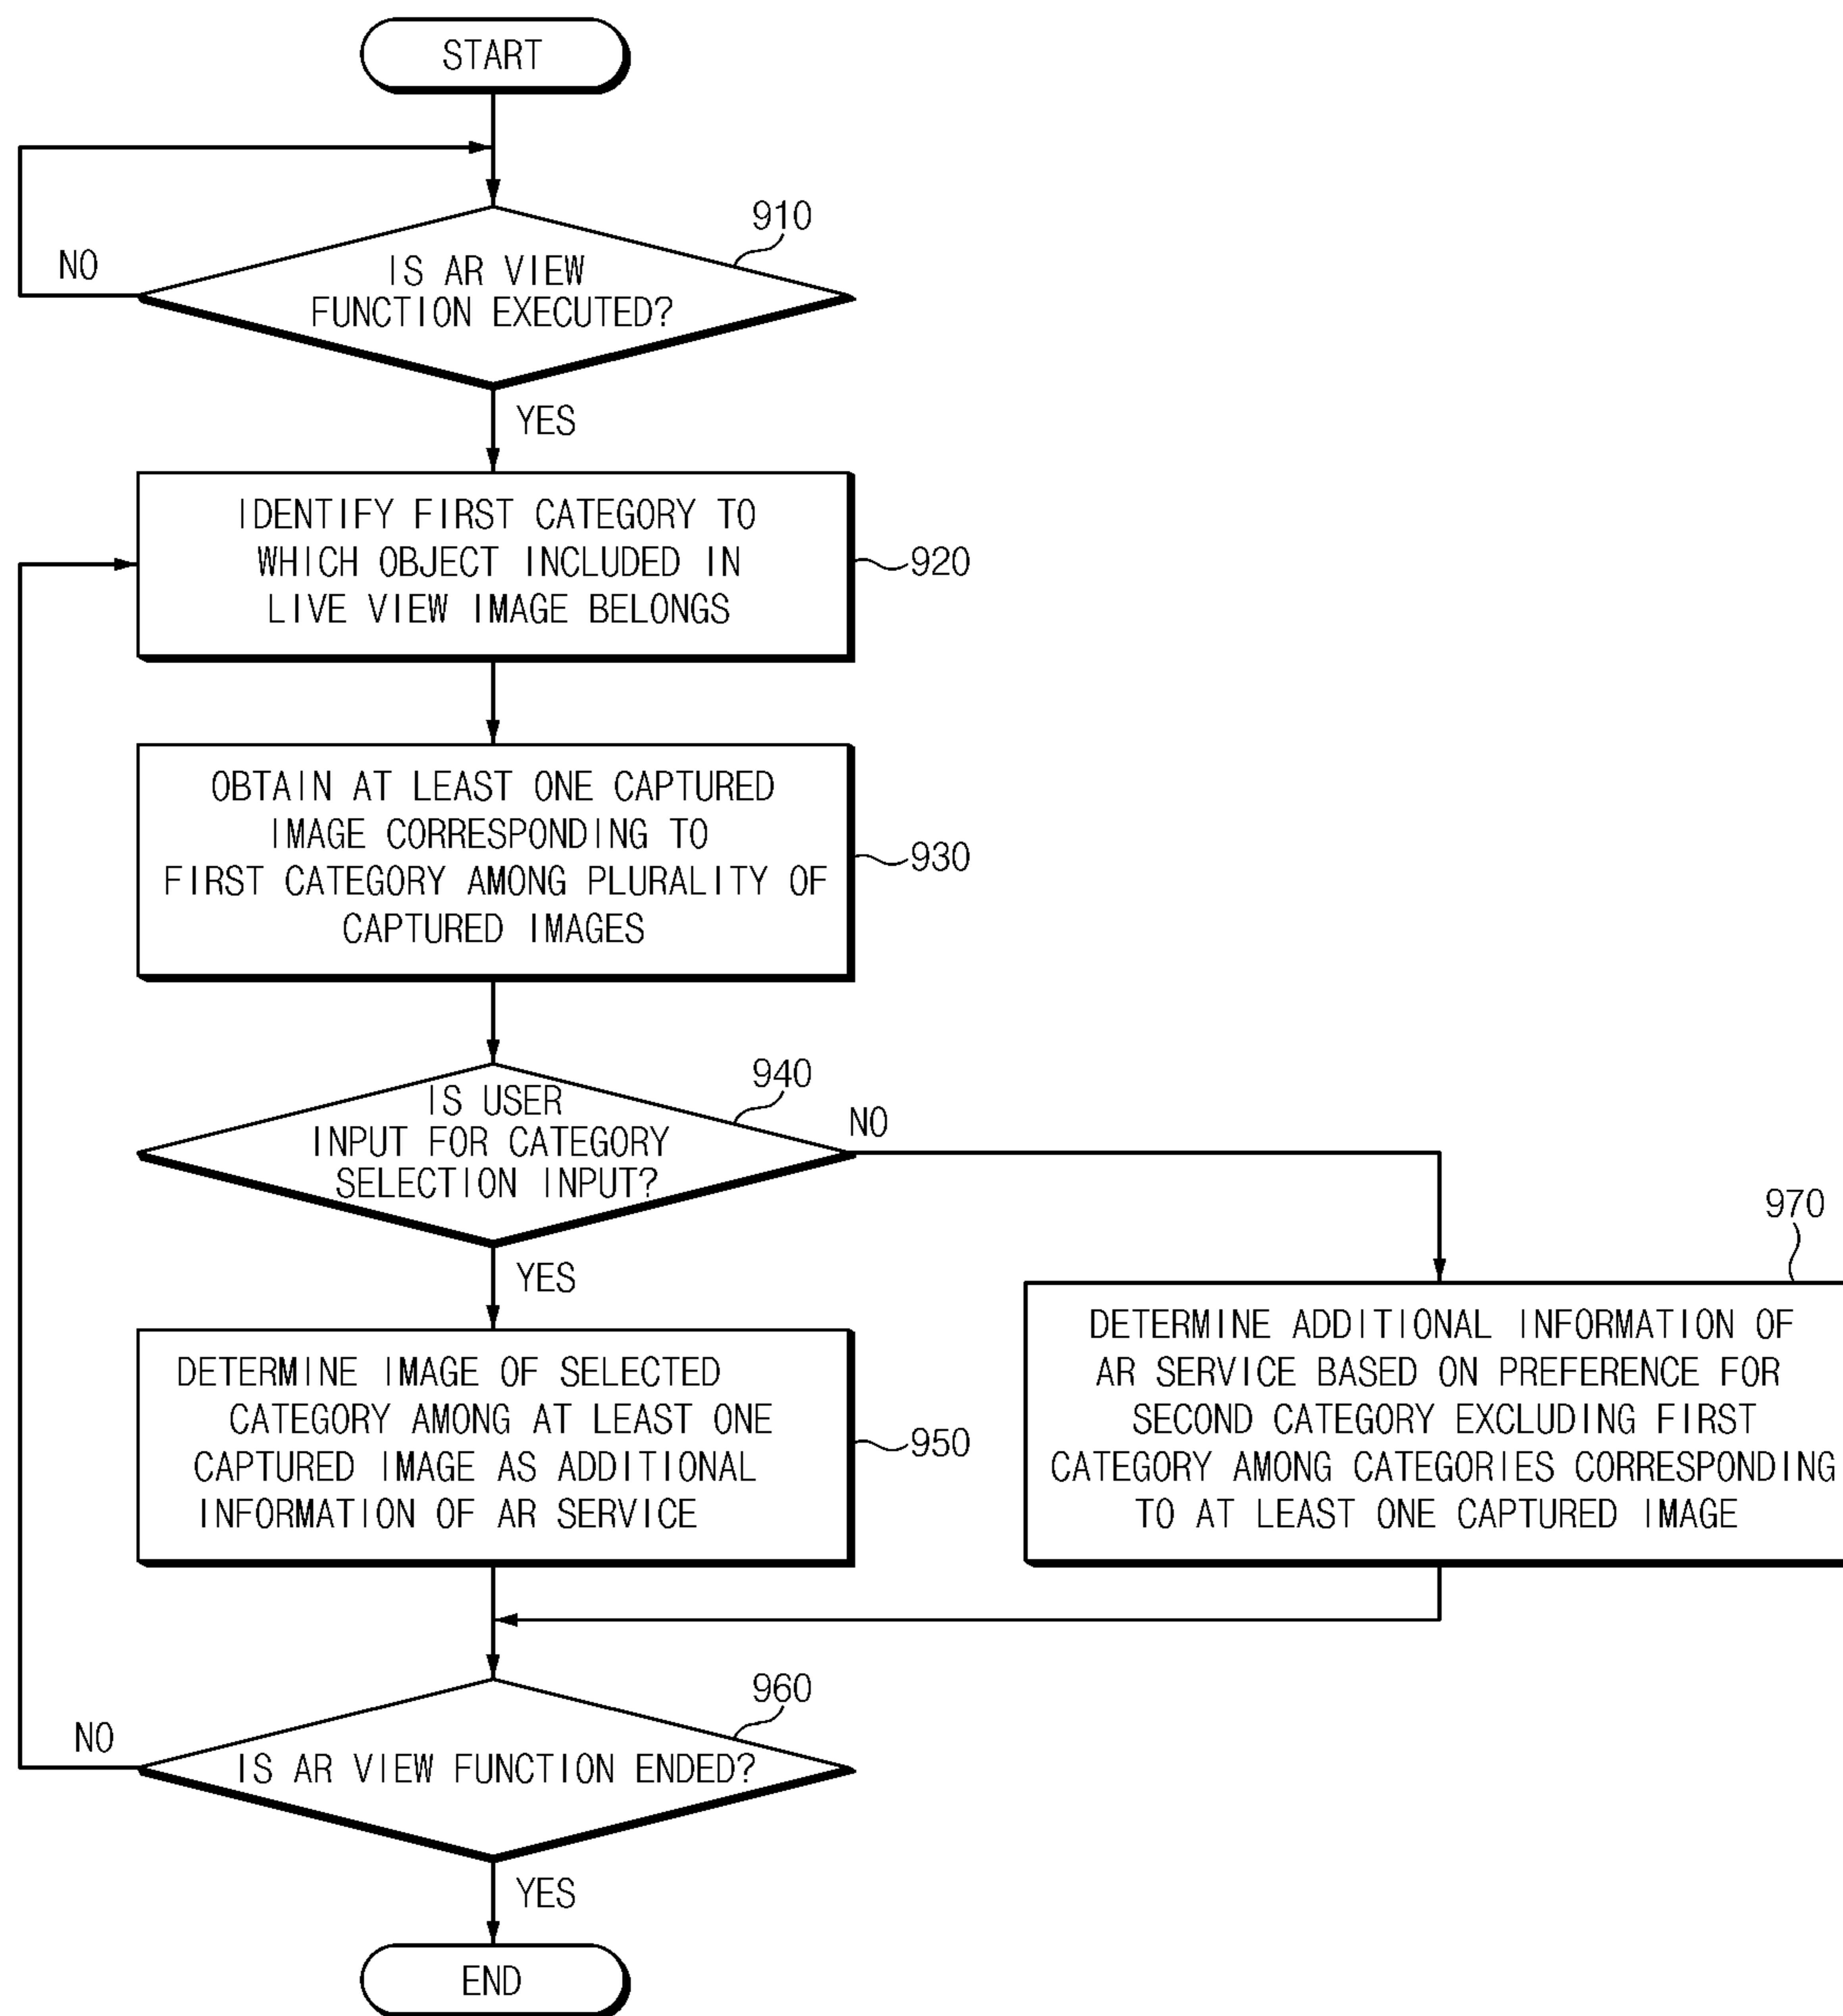 START
910
NO
IS AR VIEW
FUNCTION EXECUTED?
YES
IDENTIFY FIRST CATEGORY TO
WHICH OBJECT INCLUDED IN
LIVE VIEW IMAGE BELONGS
920
OBTAIN AT LEAST ONE CAPTURED
IMAGE CORRESPONDING TO
FIRST CATEGORY AMONG PLURALITY OF
CAPTURED IMAGES
930
940
IS USER
INPUT FOR CATEGORY
SELECTION INPUT?
NO
YES
970
DETERMINE IMAGE OF SELECTED
CATEGORY AMONG AT LEAST ONE
CAPTURED IMAGE AS ADDITIONAL
INFORMATION OF AR SERVICE
950
DETERMINE ADDITIONAL INFORMATION OF
AR SERVICE BASED ON PREFERENCE FOR
SECOND CATEGORY EXCLUDING FIRST
CATEGORY AMONG CATEGORIES CORRESPONDING
TO AT LEAST ONE CAPTURED IMAGE
960
NO
IS AR VIEW FUNCTION ENDED?
YES
END